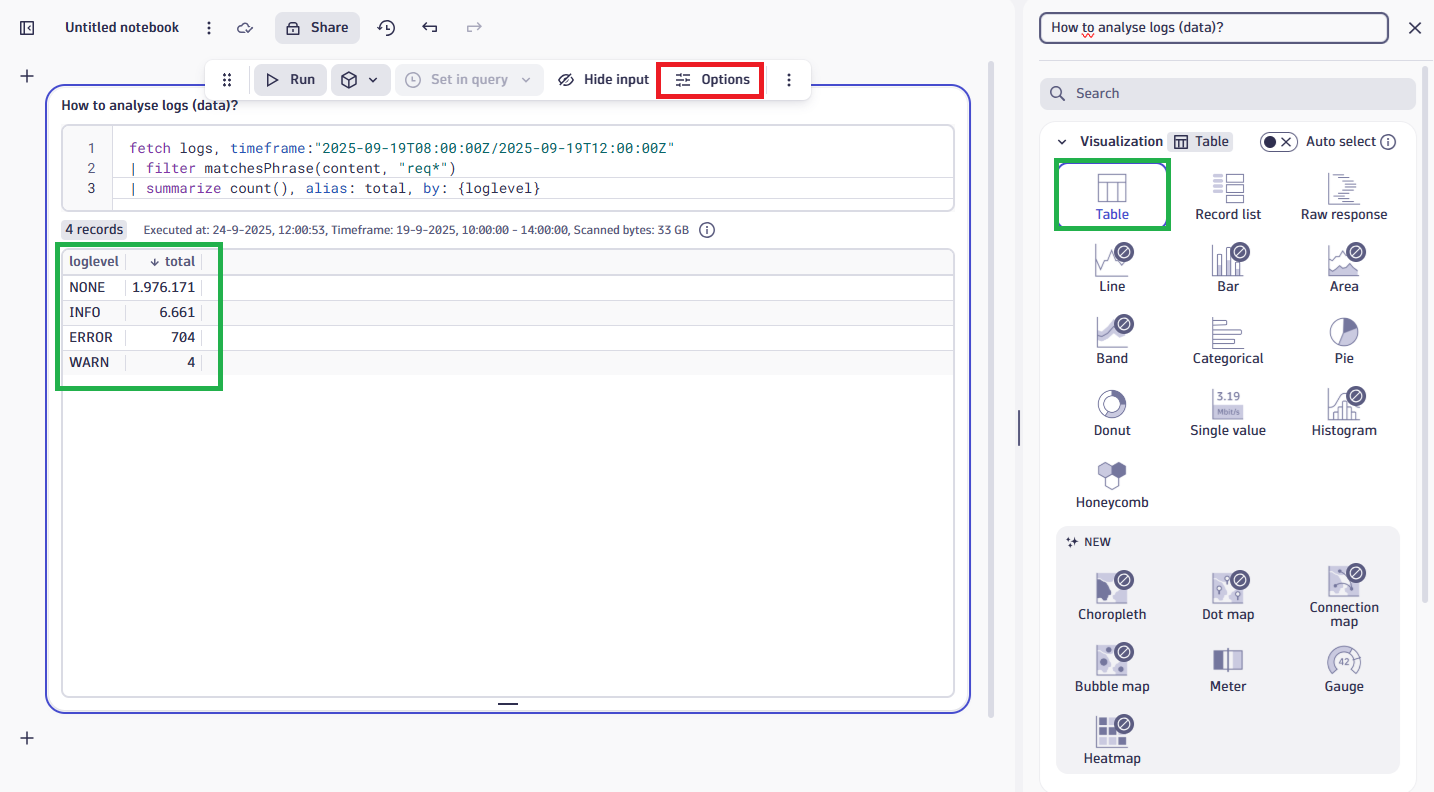 Untitled notebook
Share
Run
Set in query
Hide input
Options
How to analyse logs (data)?
1 fetch logs, timeframe:"2025-09-19T08:00:00Z/2025-09-19T12:00:00Z"
2 | filter matchesPhrase(content, "req*")
3 | summarize count(), alias: total, by: {loglevel}
4 records Executed at: 24-9-2025, 12:00:53, Timeframe: 19-9-2025, 10:00:00 - 14:00:00, Scanned bytes: 33 GB
loglevel total
NONE 1.976.171
INFO 6.661
ERROR 704
WARN 4
How to analyse logs (data)?
Search
Visualization Table Auto select
Table Record list Raw response
Line Bar Area
Band Categorical Pie
3.19
Mbit/s
Donut Single value Histogram
Honeycomb
NEW
Choropleth Dot map Connection
map
42
Bubble map Meter Gauge
Heatmap